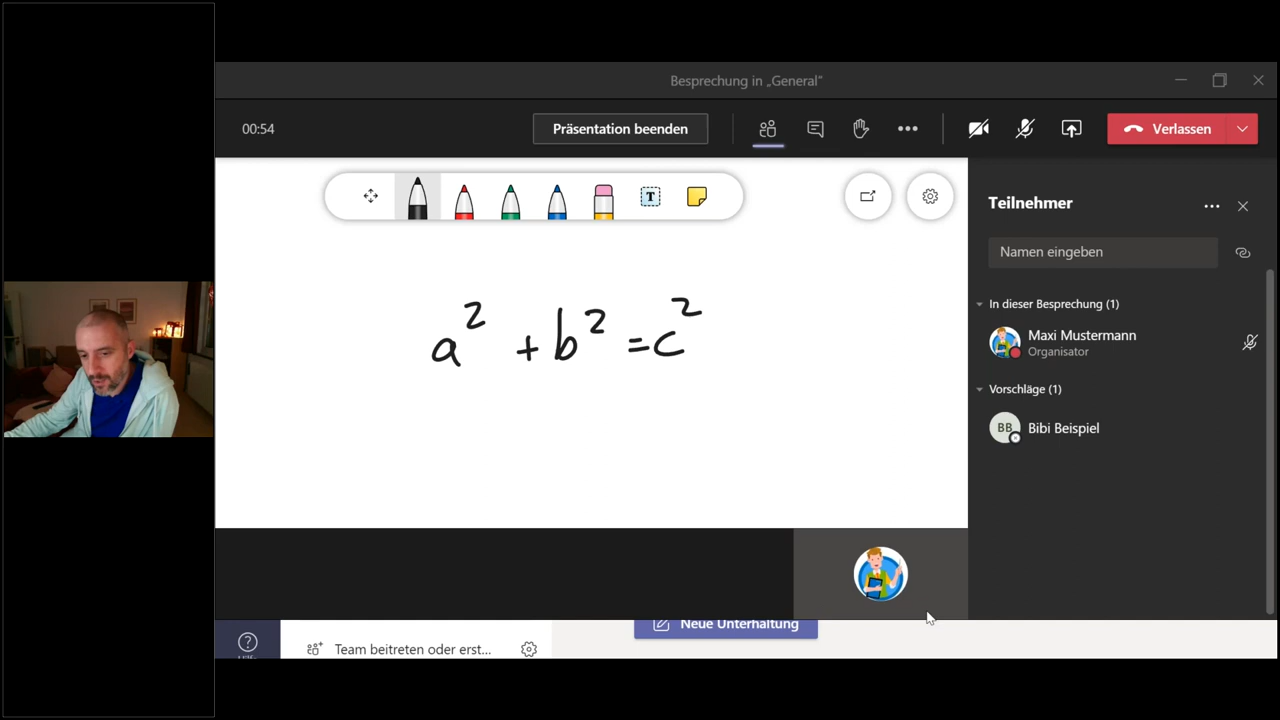 Besprechung in „General“
00:54
Präsentation beenden
Verlassen
T
Teilnehmer
Namen eingeben
In dieser Besprechung (1)
Maxi Mustermann
Organisator
Vorschläge (1)
BB
Bibi Beispiel
a² + b² = c²
Neue Unterhaltung
Team beitreten oder erst...